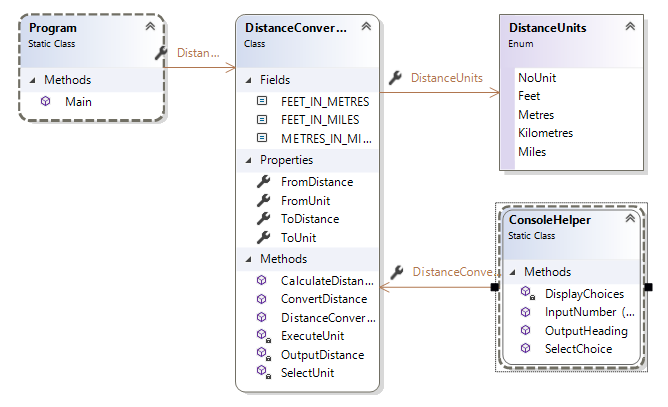 Program
Static Class
Methods
Main
Distan...
DistanceConver...
Class
Fields
FEET_IN_METRES
FEET_IN_MILES
METRES_IN_MI...
Properties
FromDistance
FromUnit
ToDistance
ToUnit
Methods
CalculateDistan...
ConvertDistance
DistanceConver...
ExecuteUnit
OutputDistance
SelectUnit
DistanceUnits
DistanceUnits
Enum
NoUnit
Feet
Metres
Kilometres
Miles
DistanceConve...
ConsoleHelper
Static Class
Methods
DisplayChoices
InputNumber (...
OutputHeading
SelectChoice